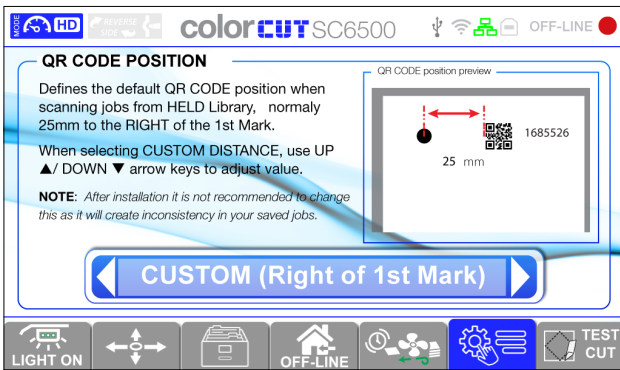 MODE
HD
REVERSE
SIDE
colorcut SC6500
OFF-LINE
QR CODE POSITION
Defines the default QR CODE position when
scanning jobs from HELD Library, normaly
25mm to the RIGHT of the 1st Mark.
When selecting CUSTOM DISTANCE, use UP
▲/ DOWN ▼ arrow keys to adjust value.
NOTE: After installation it is not recommended to change
this as it will create inconsistency in your saved jobs.
QR CODE position preview
1685526
25 mm
CUSTOM (Right of 1st Mark)
LIGHT ON
OFF-LINE
TEST
CUT